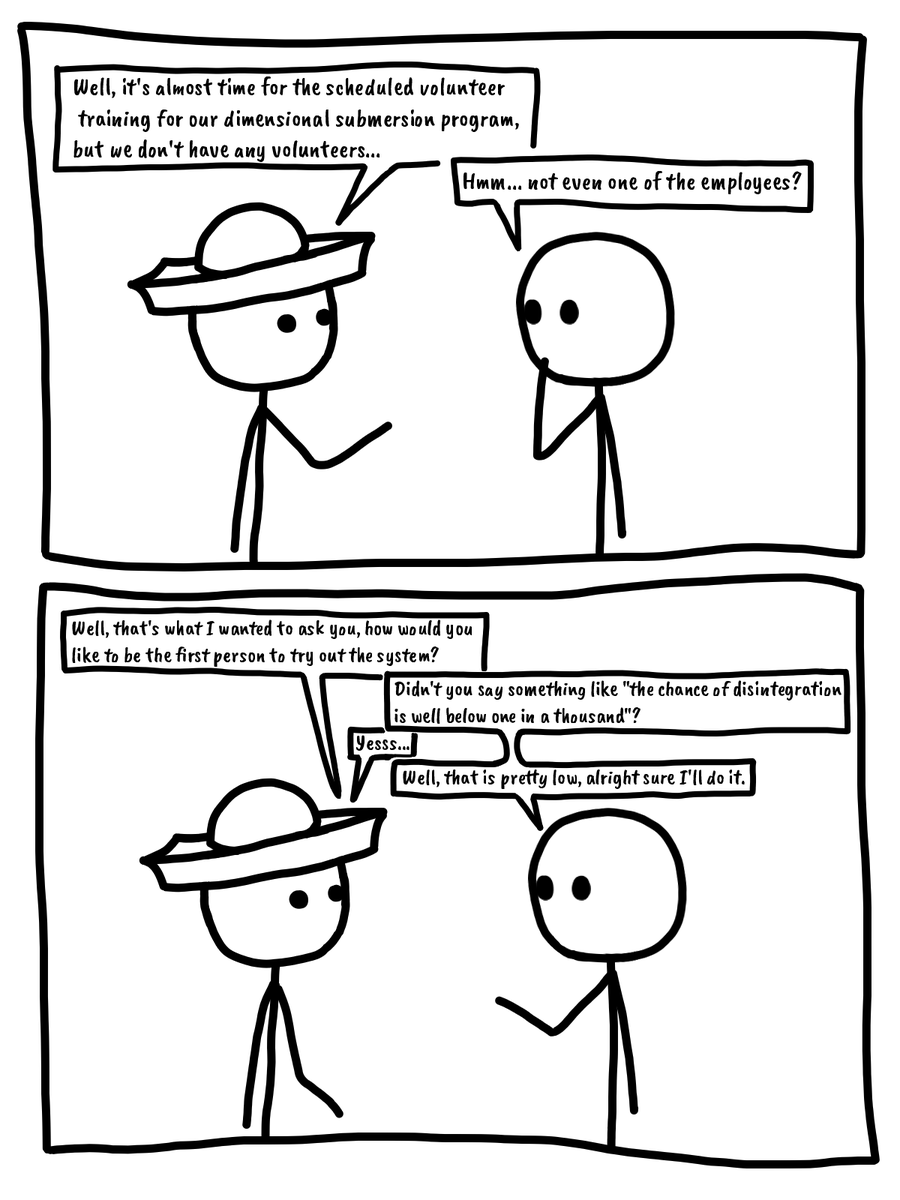 Well, it's almost time for the scheduled volunteer
training for our dimensional submersion program,
but we don't have any volunteers...
Hmm... not even one of the employees?
Well, that's what I wanted to ask you, how would you
like to be the first person to try out the system?
Didn't you say something like "the chance of disintegration
is well below one in a thousand"?
Yesss...
Well, that is pretty low, alright sure I'll do it.